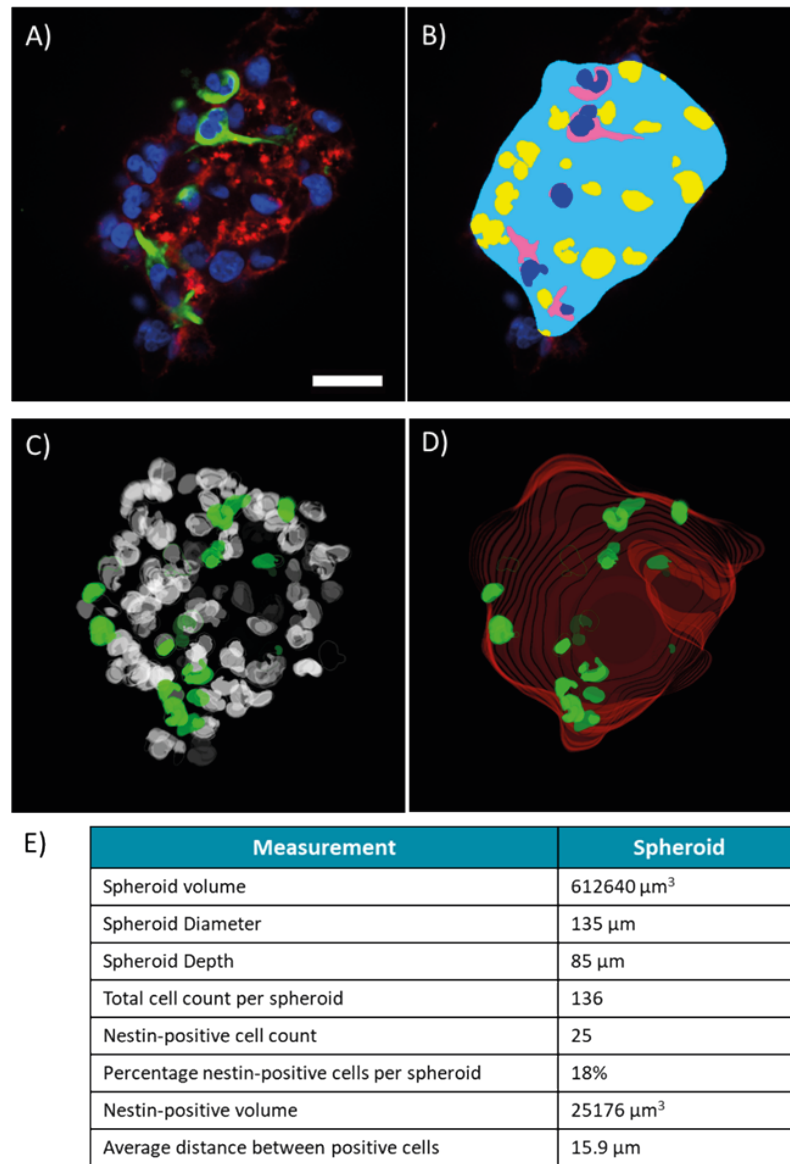 A)
B)
C)
D)
E)
Measurement Spheroid
Spheroid volume 612640 µm³
Spheroid Diameter 135 µm
Spheroid Depth 85 µm
Total cell count per spheroid 136
Nestin-positive cell count 25
Percentage nestin-positive cells per spheroid 18%
Nestin-positive volume 25176 µm³
Average distance between positive cells 15.9 µm